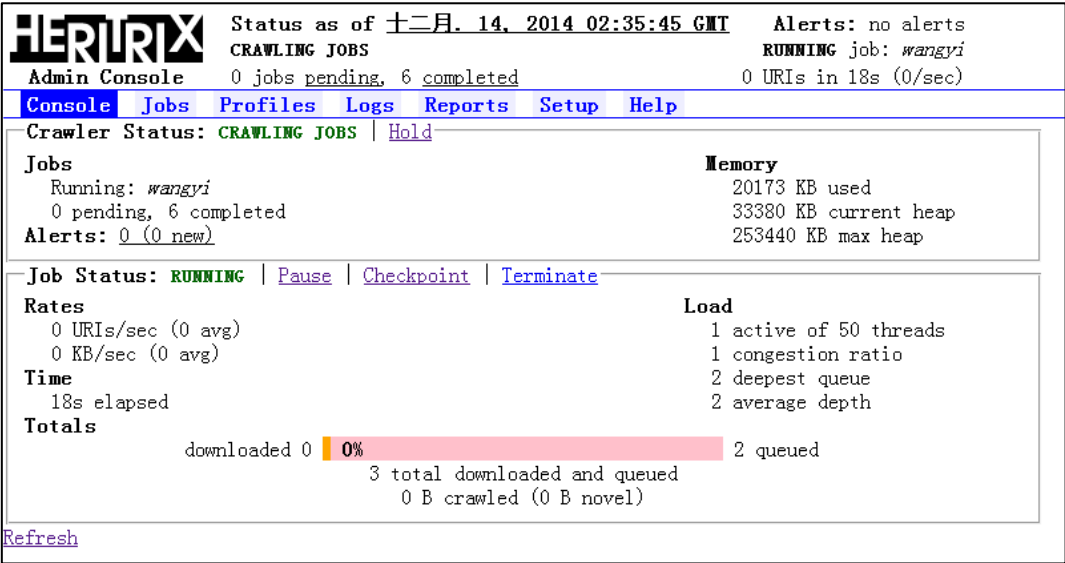 HERITRIX
Status as of 十二月. 14, 2014 02:35:45 GMT Alerts: no alerts
CRAWLING JOBS RUNNING job: wangyi
Admin Console 0 jobs pending, 6 completed 0 URIs in 18s (0/sec)
Console Jobs Profiles Logs Reports Setup Help
Crawler Status: CRAWLING JOBS | Hold
Jobs Memory
Running: wangyi 20173 KB used
0 pending, 6 completed 33380 KB current heap
Alerts: 0 (0 new) 253440 KB max heap
Job Status: RUNNING | Pause | Checkpoint | Terminate
Rates Load
0 URIs/sec (0 avg) 1 active of 50 threads
0 KB/sec (0 avg) 1 congestion ratio
Time 2 deepest queue
18s elapsed 2 average depth
Totals
downloaded 0 0% 2 queued
3 total downloaded and queued
0 B crawled (0 B novel)
Refresh